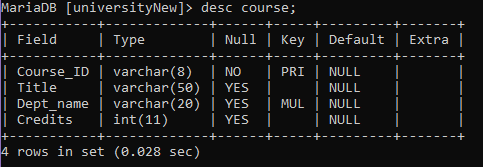 MariaDB [universityNew]> desc course;
+-----------+-------------+------+-----+---------+-------+
| Field     | Type        | Null | Key | Default | Extra |
+-----------+-------------+------+-----+---------+-------+
| Course_ID | varchar(8)  | NO   | PRI | NULL    |       |
| Title     | varchar(50) | YES  |     | NULL    |       |
| Dept_name | varchar(20) | YES  | MUL | NULL    |       |
| Credits   | int(11)     | YES  |     | NULL    |       |
+-----------+-------------+------+-----+---------+-------+
4 rows in set (0.028 sec)